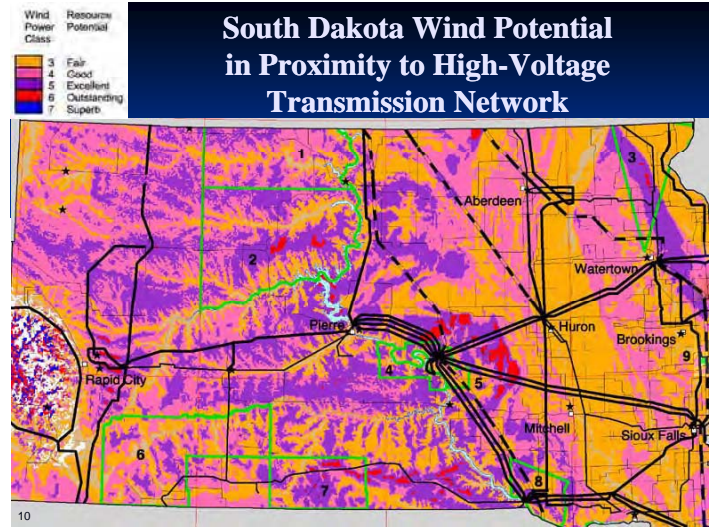 Wind Resource
Power Potential
Class
3 Fair
4 Good
5 Excellent
6 Outstanding
7 Superb
South Dakota Wind Potential
in Proximity to High-Voltage
Transmission Network
1
3
Aberdeen
2
Watertown
Pierre
Huron
Brookings
9
4
5
Rapid City
Mitchell
Sioux Falls
6
7
8
10